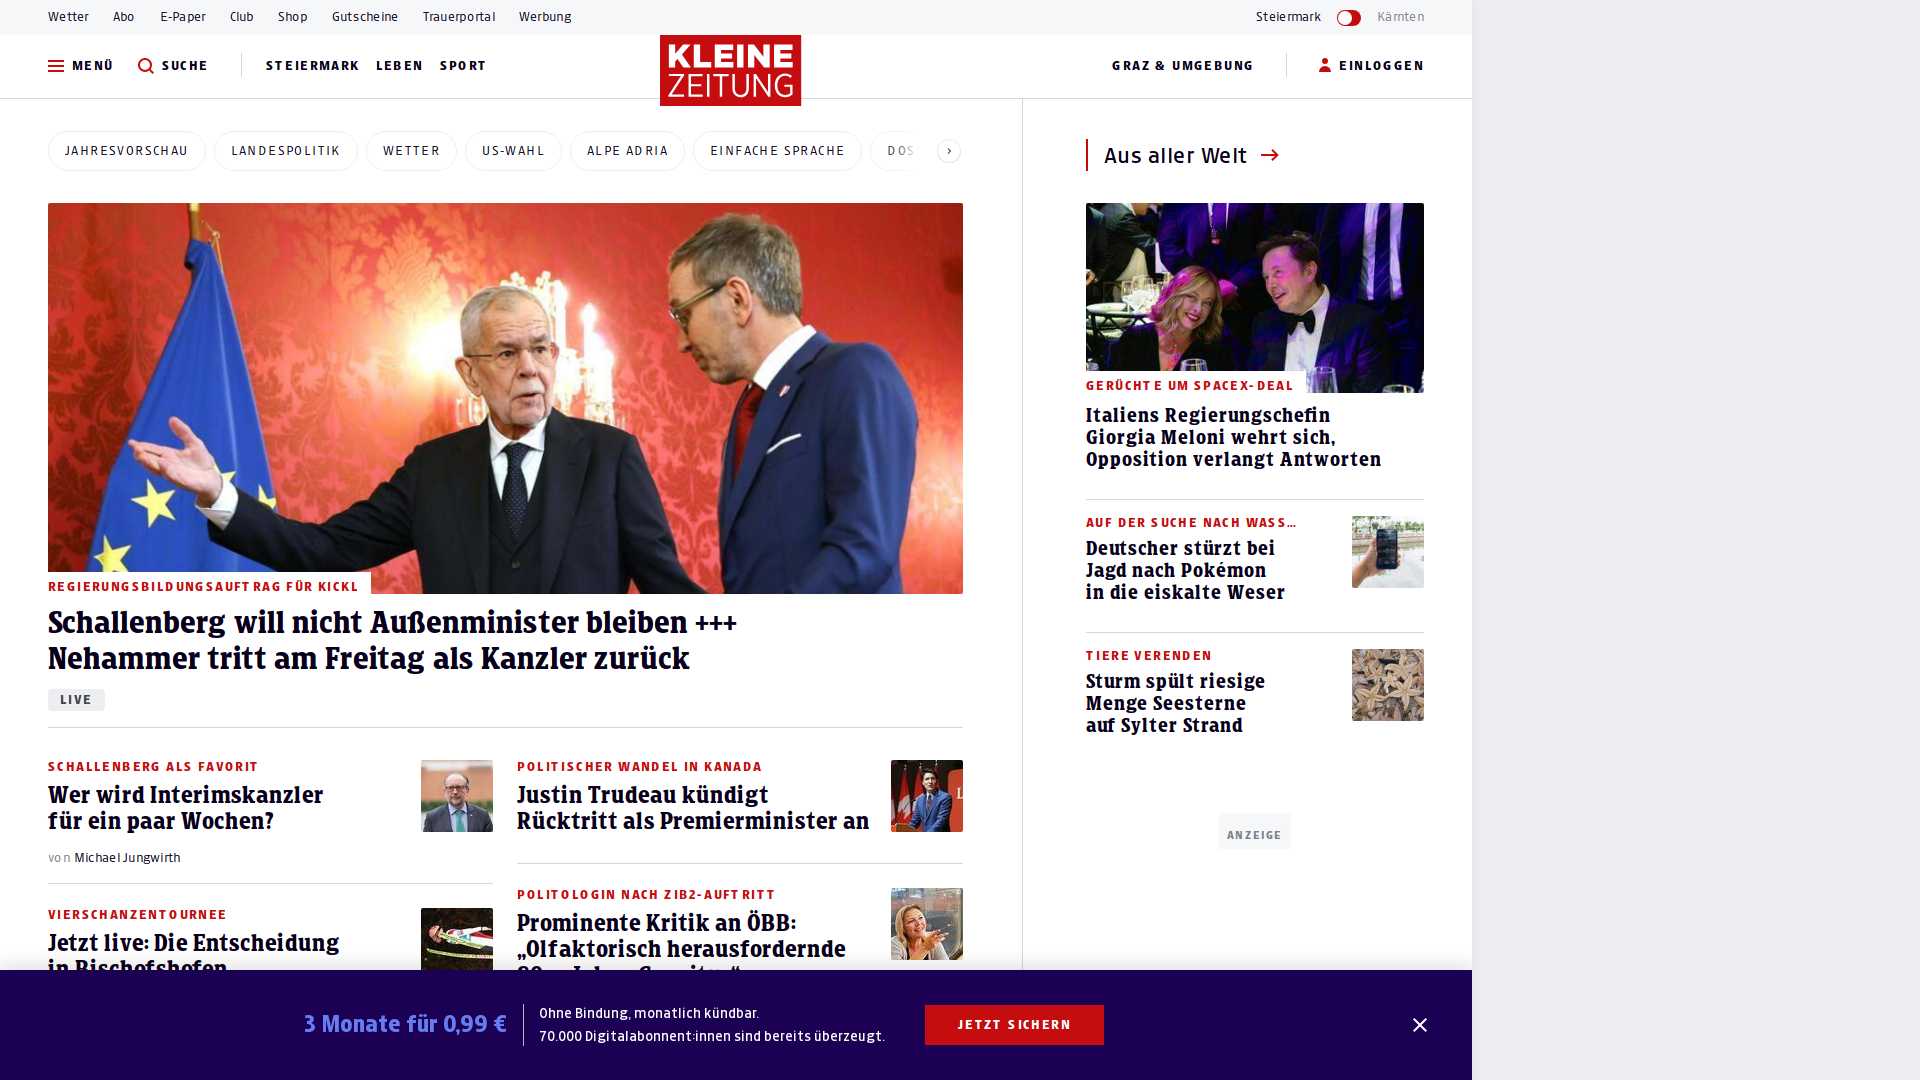 Wetter Abo E-Paper Club Shop Gutscheine Trauerportal Werbung Steiermark Kärnten
MENÜ SUCHE STEIERMARK LEBEN SPORT KLEINE ZEITUNG GRAZ & UMGEBUNG EINLOGGEN
JAHRESVORSCHAU LANDESPOLITIK WETTER US-WAHL ALPE ADRIA EINFACHE SPRACHE DOS
REGIERUNGSBILDUNGSAUFTRAG FÜR KICKL
Schallenberg will nicht Außenminister bleiben +++
Nehammer tritt am Freitag als Kanzler zurück
LIVE
SCHALLENBERG ALS FAVORIT
Wer wird Interimskanzler
für ein paar Wochen?
von Michael Jungwirth
VIERSCHANZENTOURNEE
Jetzt live: Die Entscheidung
in Bischofshofen
POLITISCHER WANDEL IN KANADA
Justin Trudeau kündigt
Rücktritt als Premierminister an
POLITOLOGIN NACH ZIB2-AUFTRITT
Prominente Kritik an ÖBB:
„Olfaktorisch herausfordernde
Aus aller Welt
GERÜCHTE UM SPACEX-DEAL
Italiens Regierungschefin
Giorgia Meloni wehrt sich,
Opposition verlangt Antworten
AUF DER SUCHE NACH WASS...
Deutscher stürzt bei
Jagd nach Pokémon
in die eiskalte Weser
TIERE VERENDEN
Sturm spült riesige
Menge Seesterne
auf Sylter Strand
ANZEIGE
3 Monate für 0,99 €
Ohne Bindung, monatlich kündbar.
70.000 Digitalabonnent:innen sind bereits überzeugt.
JETZT SICHERN